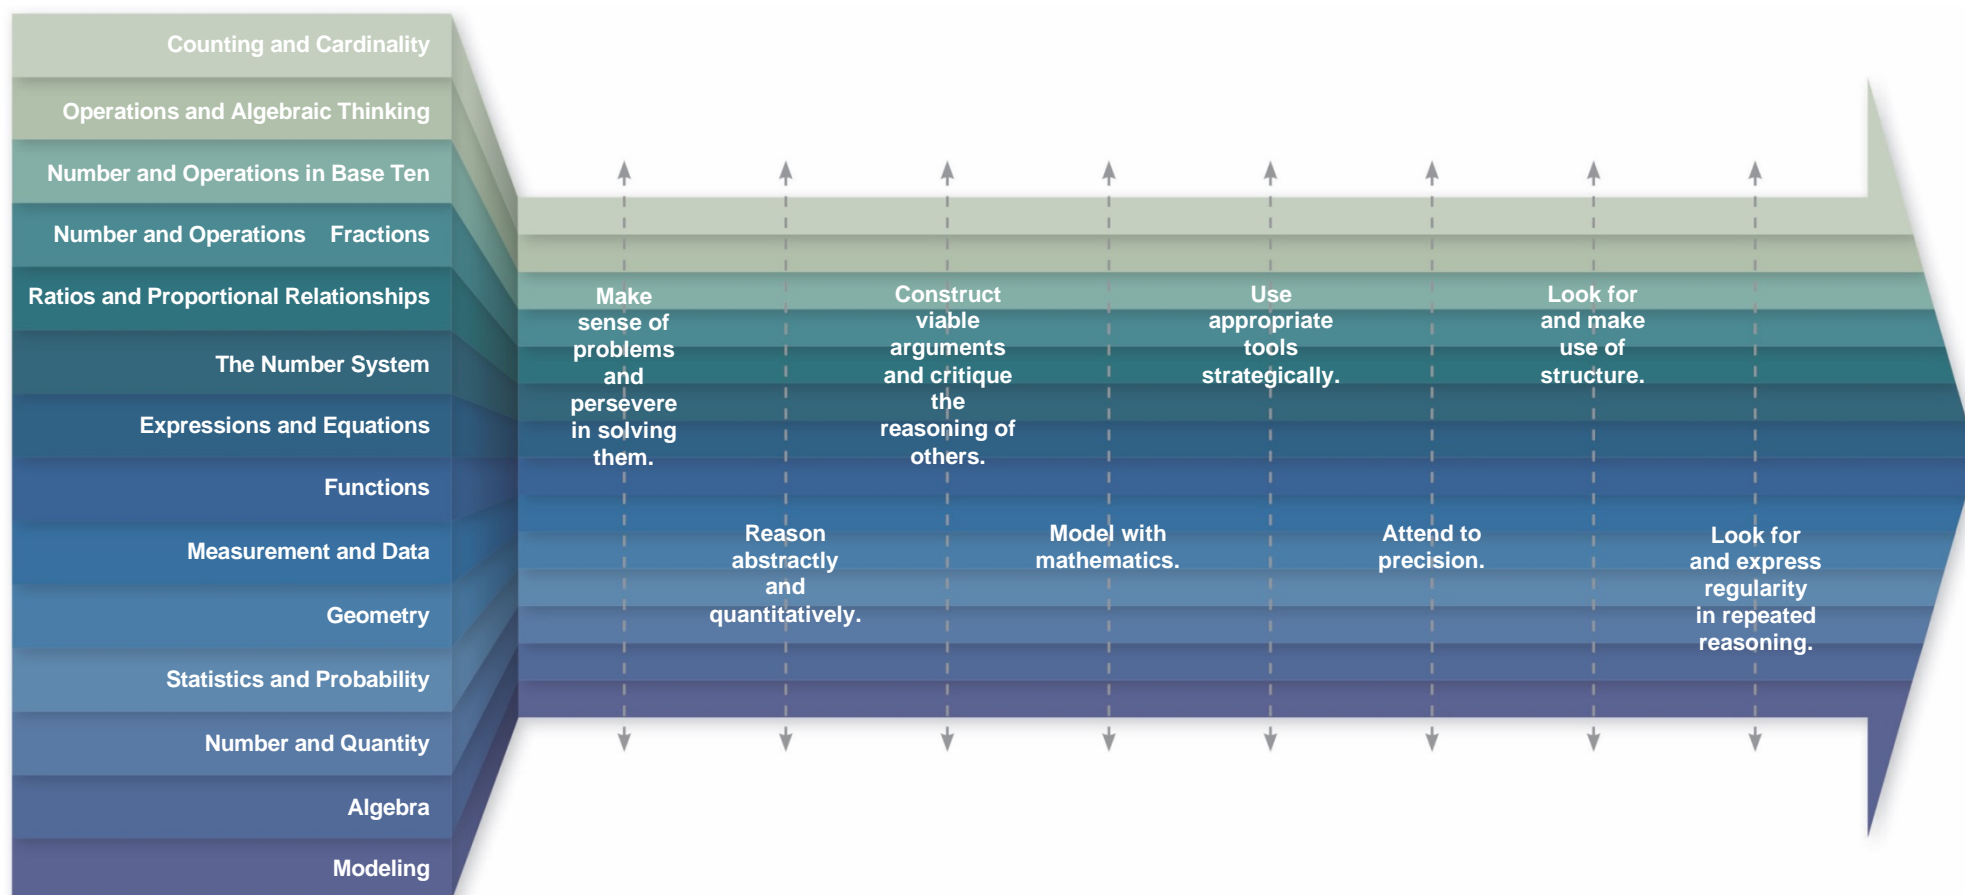 Counting and Cardinality
Operations and Algebraic Thinking
Number and Operations in Base Ten
Number and Operations Fractions
Ratios and Proportional Relationships
The Number System
Expressions and Equations
Functions
Measurement and Data
Geometry
Statistics and Probability
Number and Quantity
Algebra
Modeling
Make
sense of
problems
and
persevere
in solving
them.
Reason
abstractly
and
quantitatively.
Construct
viable
arguments
and critique
the
reasoning of
others.
Model with
mathematics.
Use
appropriate
tools
strategically.
Attend to
precision.
Look for
and make
use of
structure.
Look for
and express
regularity
in repeated
reasoning.